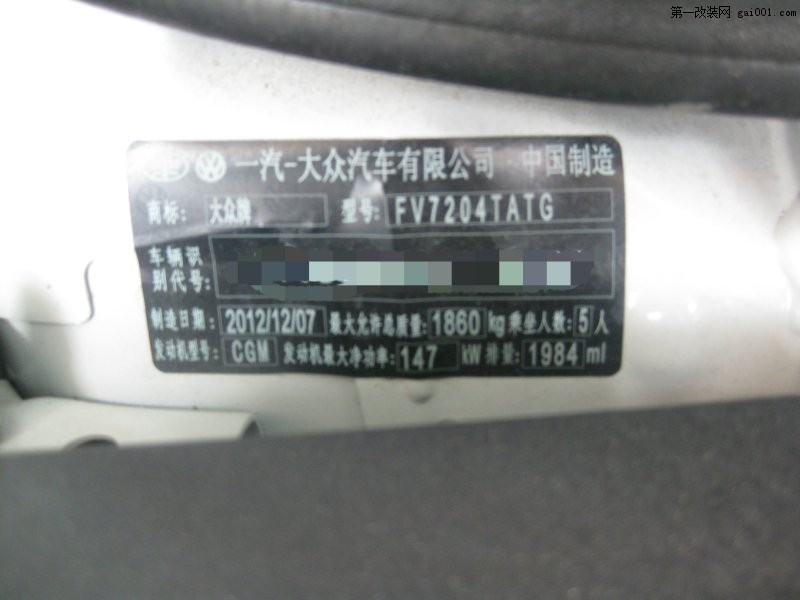 第一改装网 gai001.com
一汽-大众汽车有限公司 中国制造
商标: 大众牌 型号: FV7204TATG
车辆识
别代号:
制造日期: 2012/12/07 最大允许总质量: 1860 kg 乘坐人数: 5 人
发动机型号: CGM 发动机最大净功率: 147 kW 排量: 1984 ml